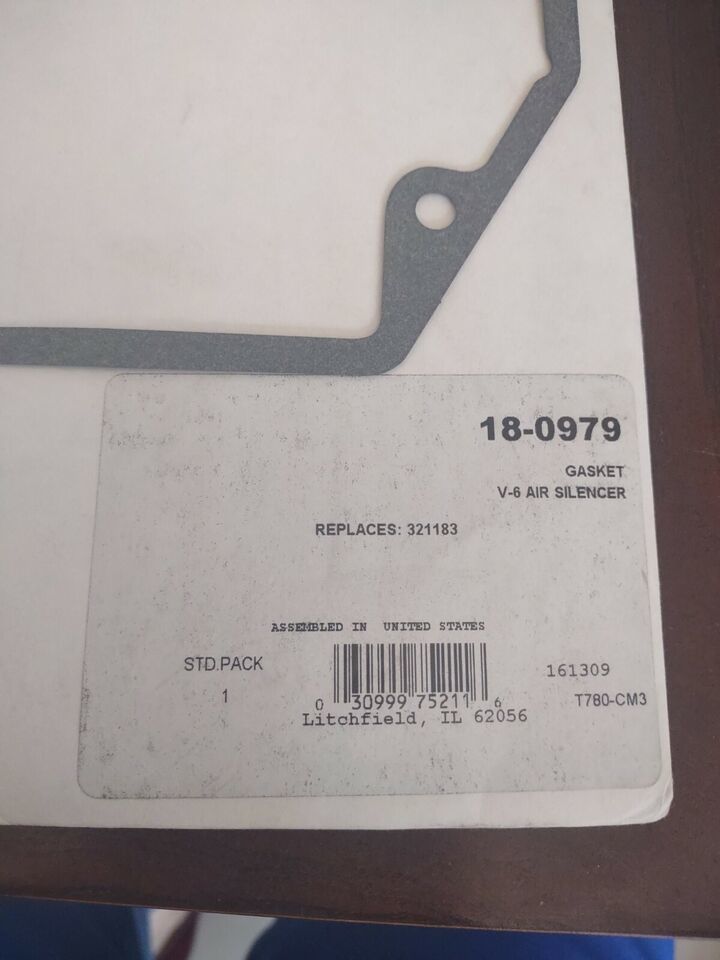 18-0979
GASKET
V-6 AIR SILENCER
REPLACES: 321183
ASSEMBLED IN UNITED STATES
STD.PACK
1
0 30999 75211 6
Litchfield, IL 62056
161309
T780-CM3